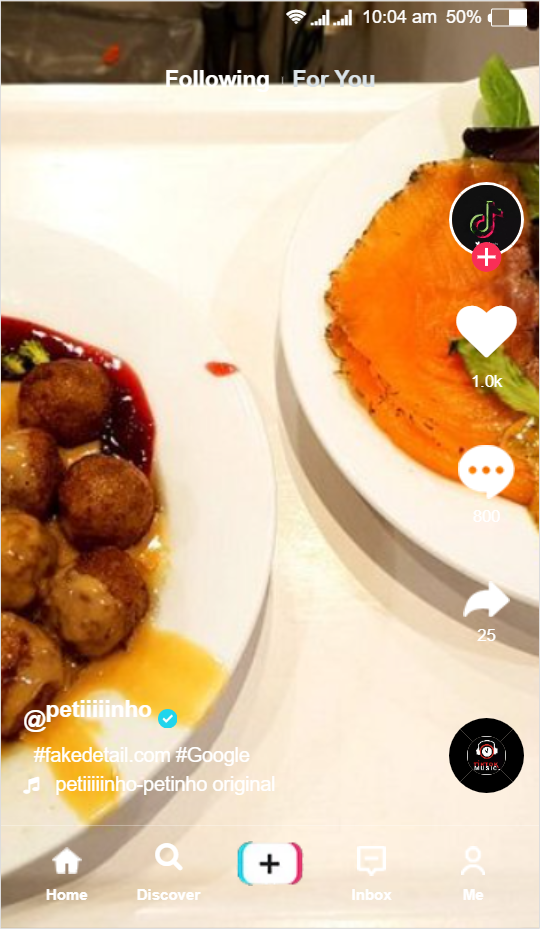 10:04 am 50%
Following | For You
1.0k
800
25
@petiiiiinho
#fakedetail.com #Google
petiiiiinho-petinho original
MUSIC
Home Discover Inbox Me